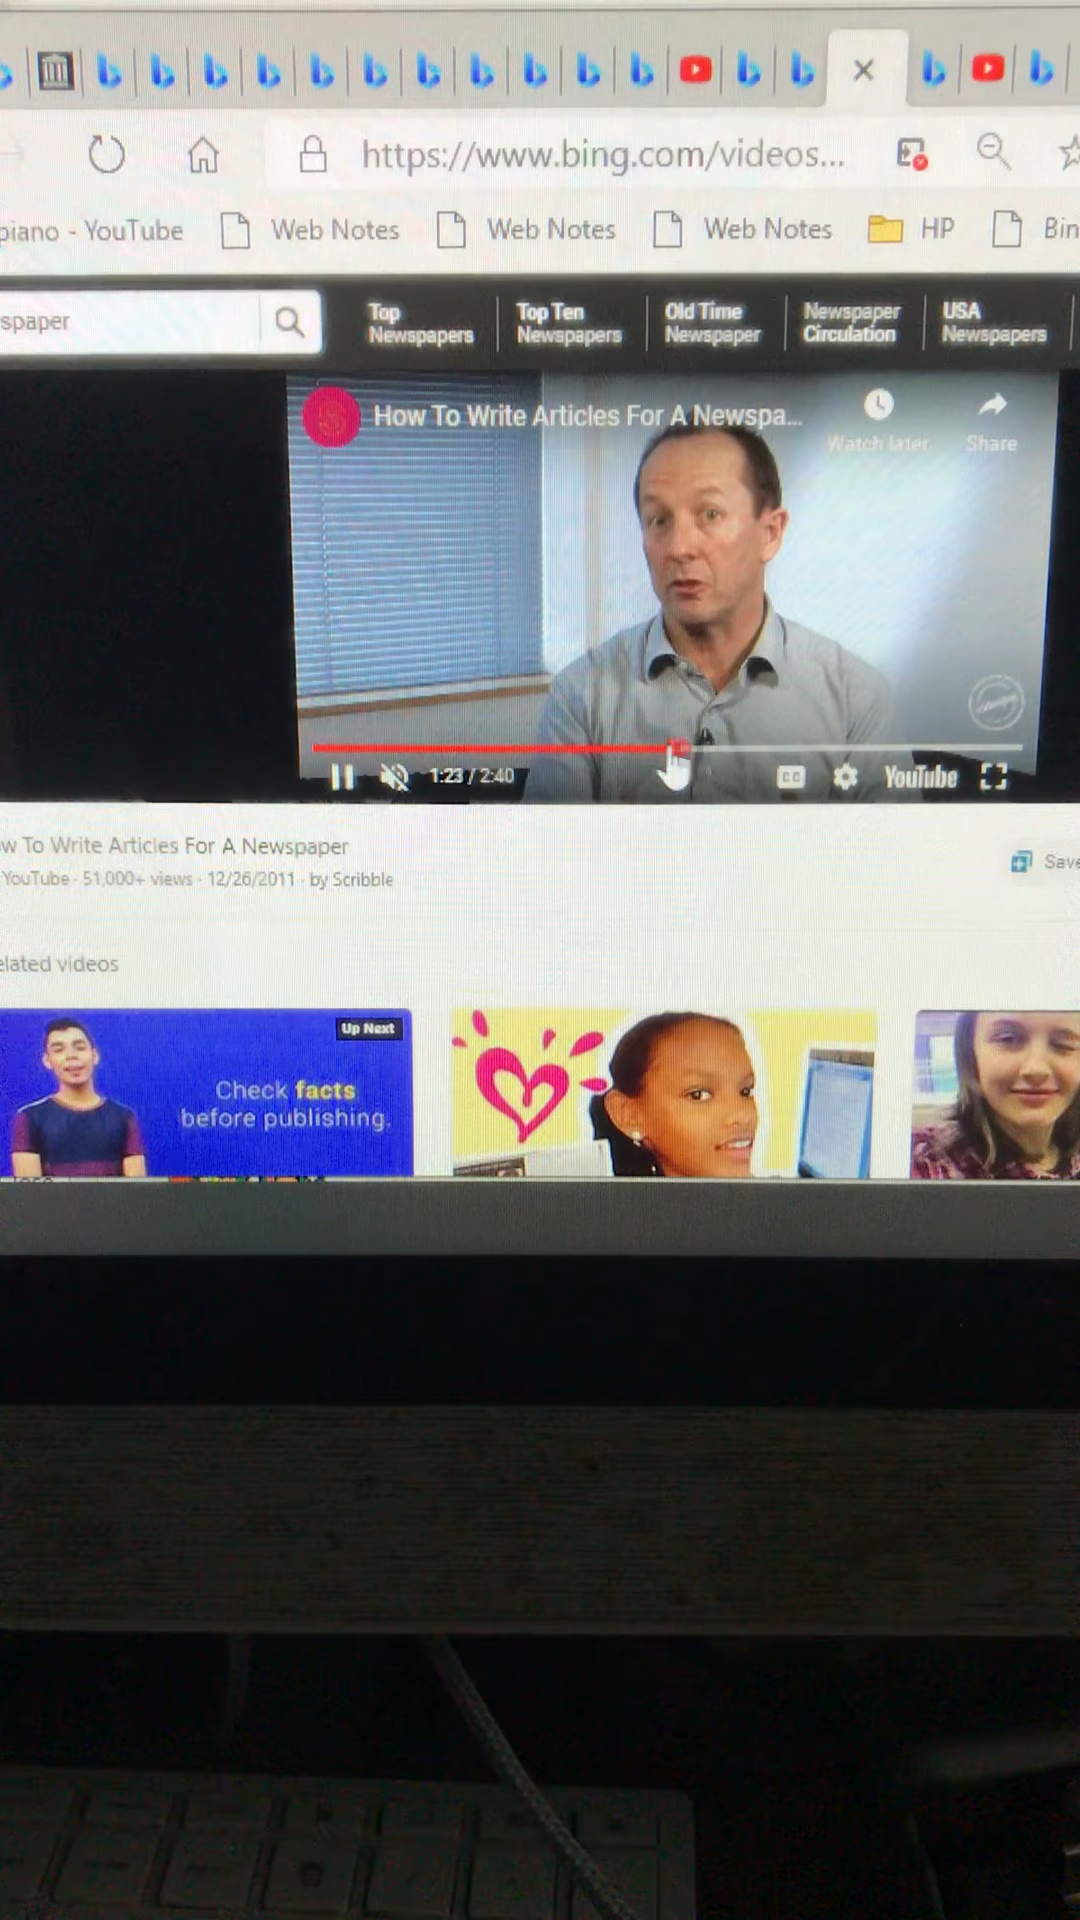 https://www.bing.com/videos...
piano - YouTube
Web Notes
Web Notes
Web Notes
HP
Bin
spaper
Top
Newspapers
Top Ten
Newspapers
Old Time
Newspaper
Newspaper
Circulation
USA
Newspapers
How To Write Articles For A Newspa...
Watch later
Share
1:23 / 2:40
CC
YouTube
w To Write Articles For A Newspaper
YouTube · 51,000+ views · 12/26/2011 · by Scribble
Save
elated videos
Up Next
Check facts
before publishing.